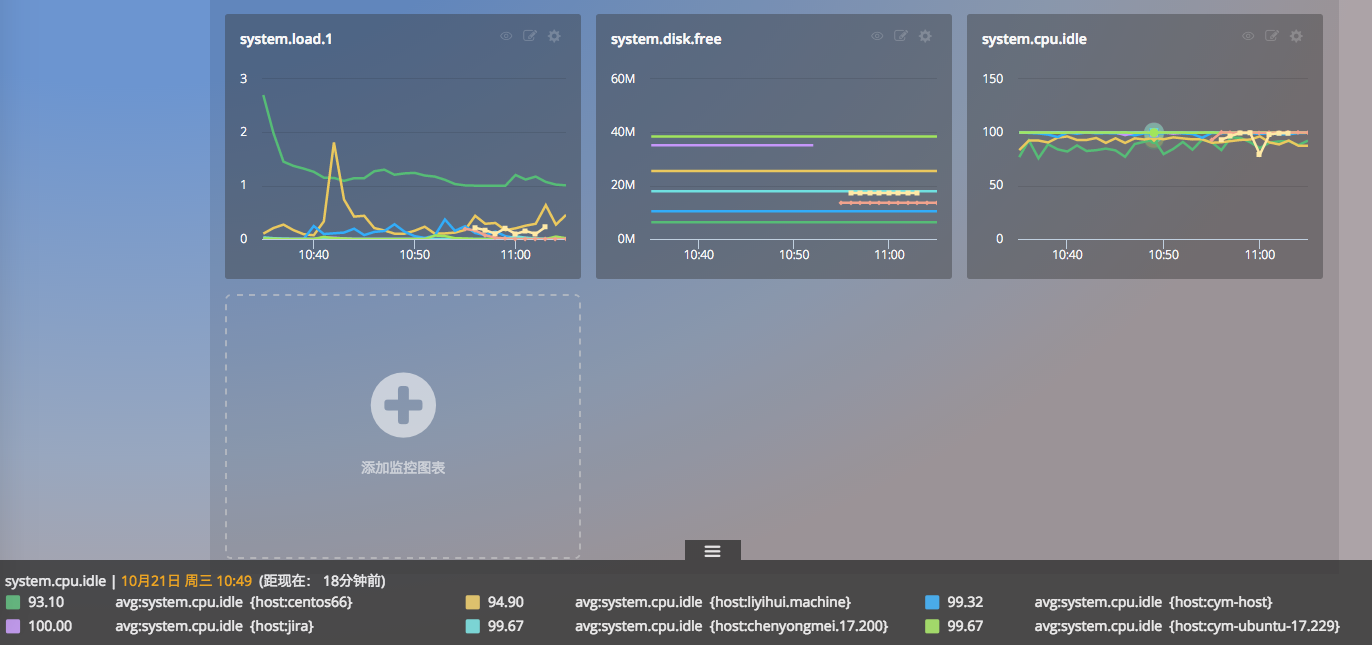 system.load.1
3
2
1
0
10:40 10:50 11:00
system.disk.free
60M
40M
20M
0M
10:40 10:50 11:00
system.cpu.idle
150
100
50
0
10:40 10:50 11:00
添加监控图表
system.cpu.idle | 10月21日 周三 10:49 (距现在: 18分钟前)
93.10 avg:system.cpu.idle {host:centos66} 94.90 avg:system.cpu.idle {host:liyihui.machine} 99.32 avg:system.cpu.idle {host:cym-host}
100.00 avg:system.cpu.idle {host:jira} 99.67 avg:system.cpu.idle {host:chenyongmei.17.200} 99.67 avg:system.cpu.idle {host:cym-ubuntu-17.229}